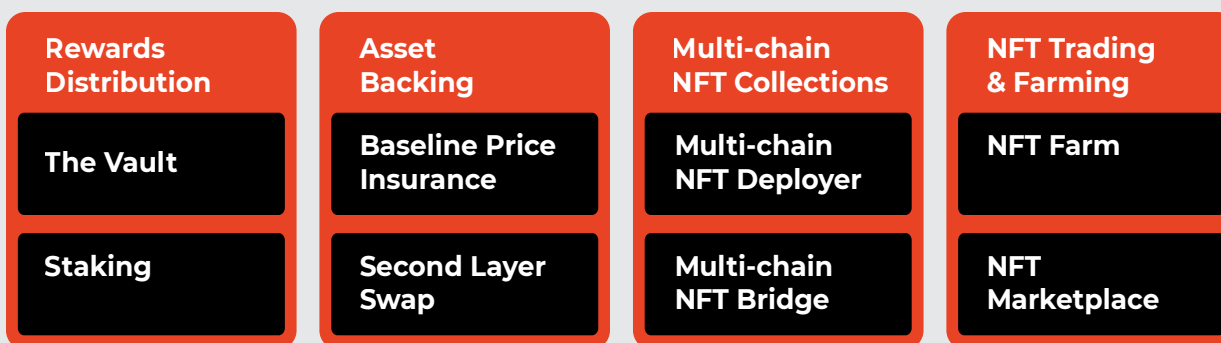 Rewards
Distribution
The Vault
Staking
Asset
Backing
Baseline Price
Insurance
Second Layer
Swap
Multi-chain
NFT Collections
Multi-chain
NFT Deployer
Multi-chain
NFT Bridge
NFT Trading
& Farming
NFT Farm
NFT
Marketplace